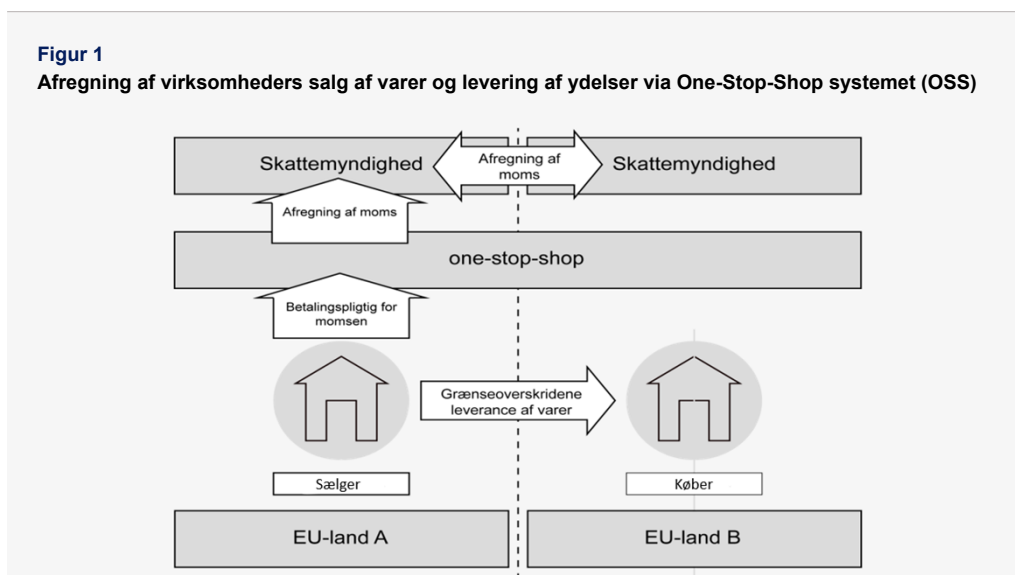 Figur 1
Afregning af virksomheders salg af varer og levering af ydelser via One-Stop-Shop systemet (OSS)
Skattemyndighed
Afregning af
moms
Skattemyndighed
Afregning af moms
one-stop-shop
Betalingspligtig for
momsen
Grænseoverskridene
leverance af varer
Sælger
Køber
EU-land A
EU-land B